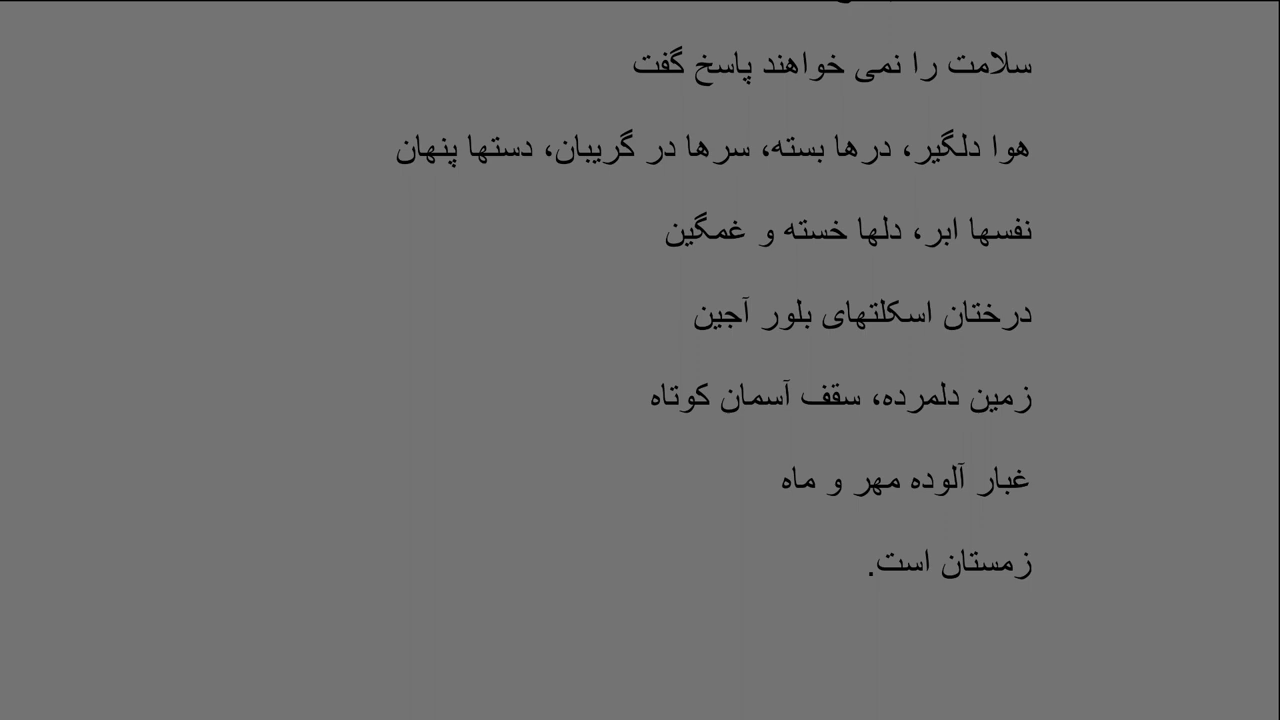 سلامت را نمی خواهند پاسخ گفت
هوا دلگیر، درها بسته، سرها در گریبان، دستها پنهان
نفسها ابر، دلها خسته و غمگین
درختان اسکلتهای بلور آجین
زمین دلمرده، سقف آسمان کوتاه
غبار آلوده مهر و ماه
زمستان است.